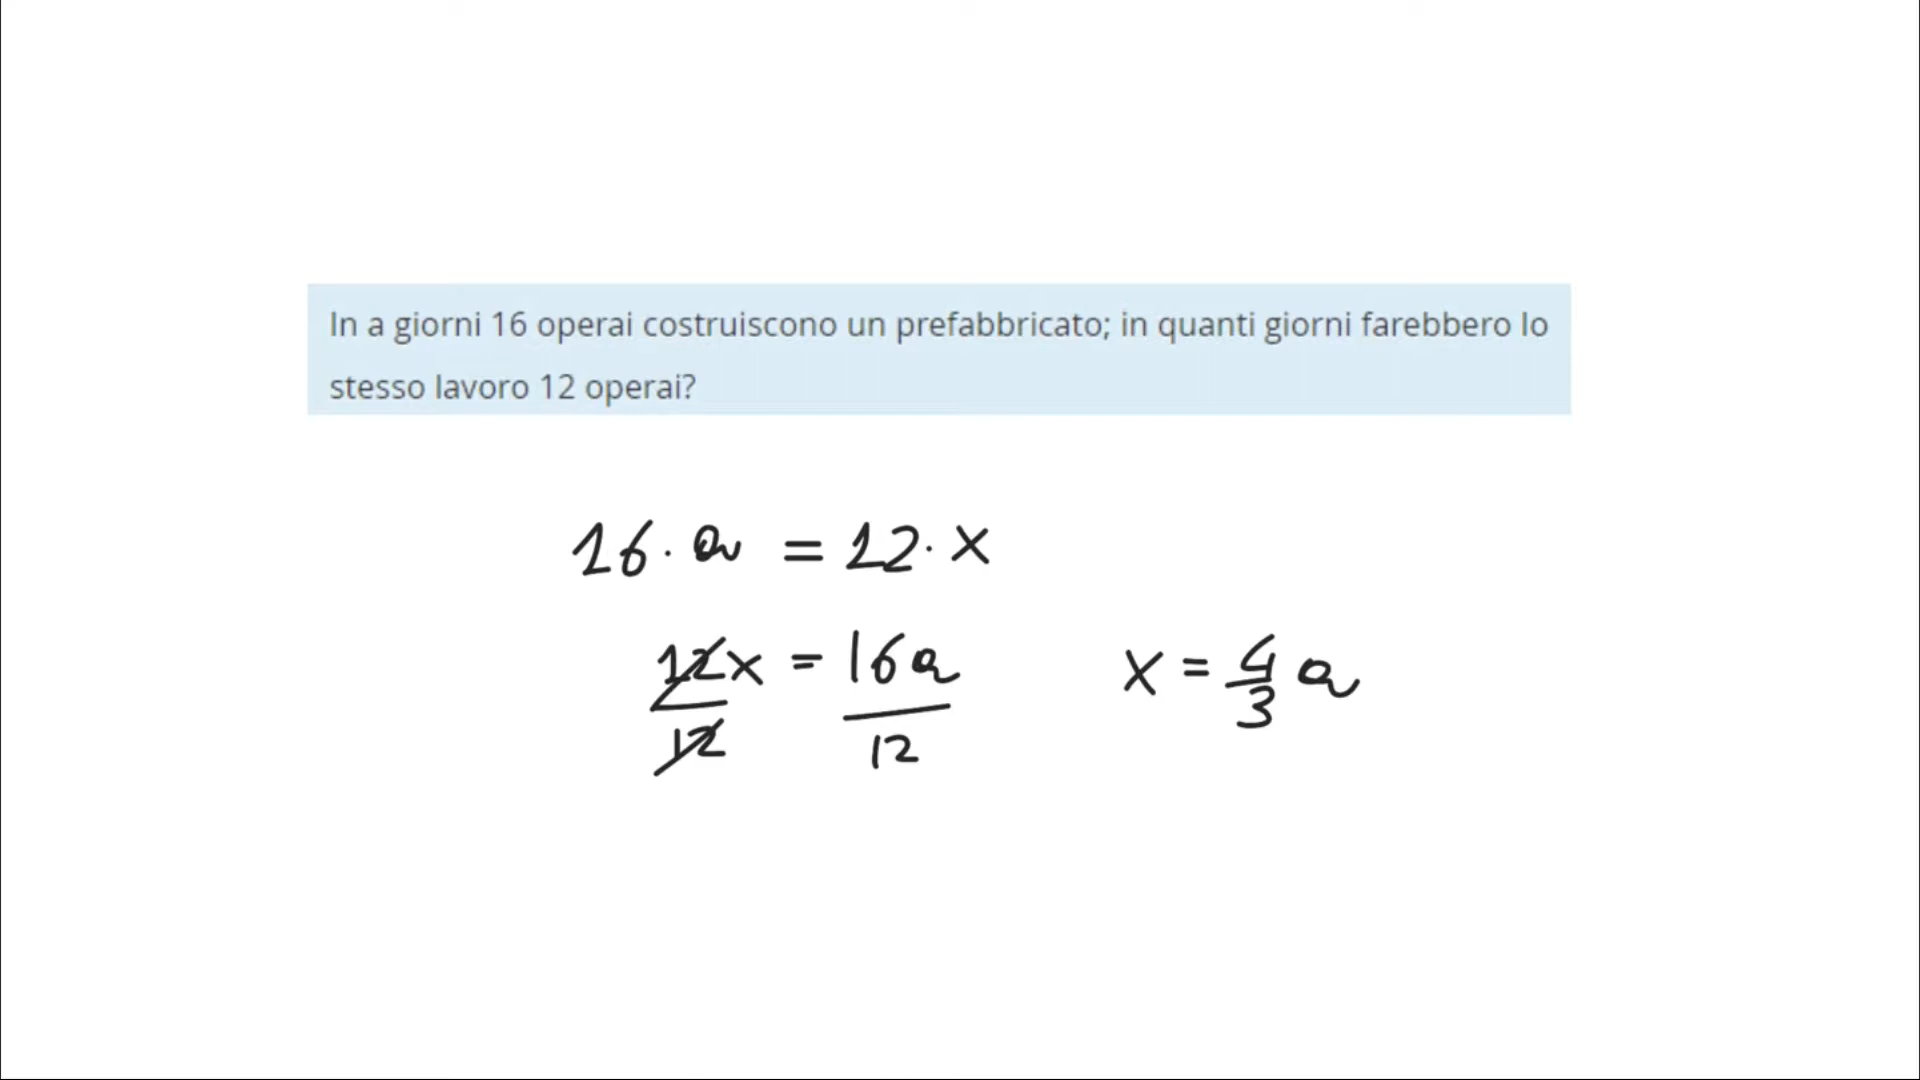 In a giorni 16 operai costruiscono un prefabbricato; in quanti giorni farebbero lo
stesso lavoro 12 operai?
16 · a = 12 · x
12x/12 = 16a/12
x = 4/3 a